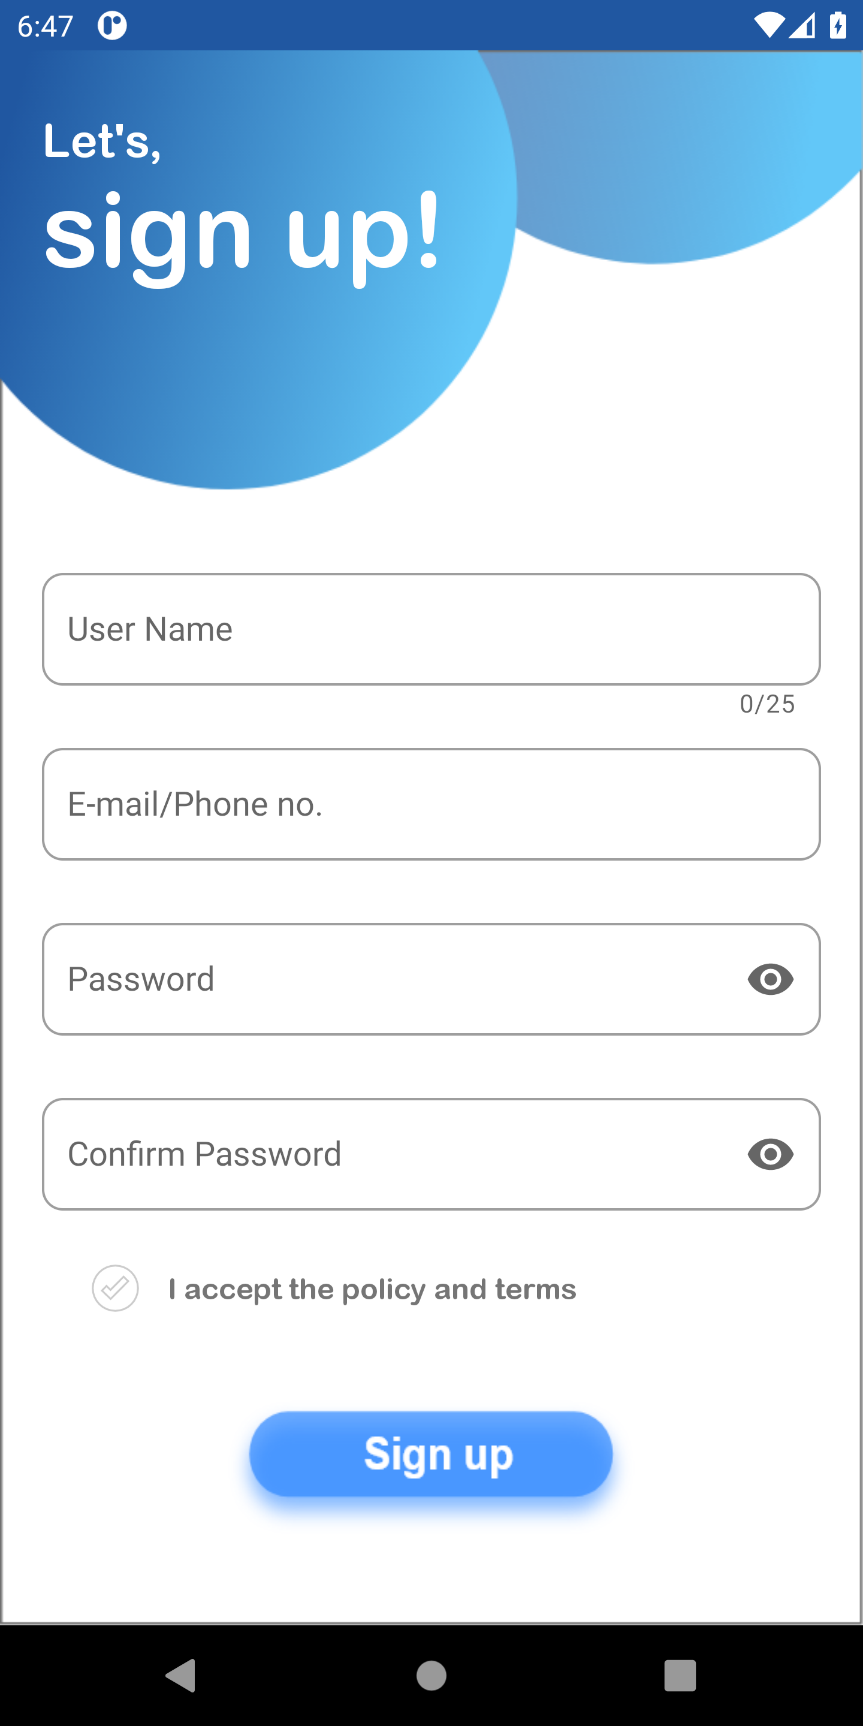 6:47
Let's,
sign up!
User Name
0/25
E-mail/Phone no.
Password
Confirm Password
I accept the policy and terms
Sign up